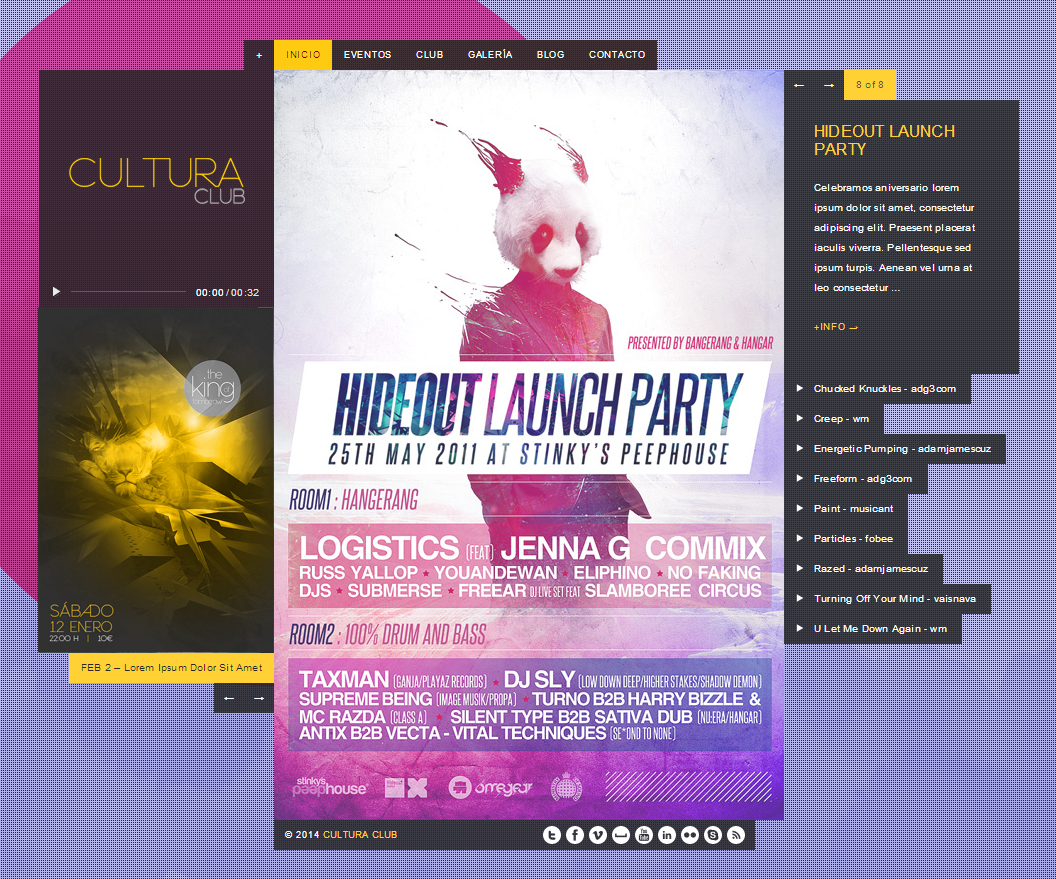 + INICIO EVENTOS CLUB GALERÍA BLOG CONTACTO
CULTURA
CLUB
00:00/00:32
the
king
of
tomorrow
SÁBADO
12 ENERO
22:00 H | 10€
FEB 2 – Lorem Ipsum Dolor Sit Amet
← →
PRESENTED BY BANGERANG & HANGAR
HIDEOUT LAUNCH PARTY
25TH MAY 2011 AT STINKY'S PEEPHOUSE
ROOM1 : HANGERANG
LOGISTICS (FEAT) JENNA G COMMIX
RUSS YALLOP ★ YOUANDEWAN ★ ELIPHINO ★ NO FAKING
DJS ★ SUBMERSE ★ FREEAR DJ LIVE SET FEAT SLAMBOREE CIRCUS
ROOM2 : 100% DRUM AND BASS
TAXMAN (GANJA/PLAYAZ RECORDS) ★ DJ SLY (LOW DOWN DEEP/HIGHER STAKES/SHADOW DEMON)
SUPREME BEING (IMAGE MUSIK/PROPA) ★ TURNO B2B HARRY BIZZLE &
MC RAZDA (CLASS A) ★ SILENT TYPE B2B SATIVA DUB (NU:ERA/HANGAR)
ANTIX B2B VECTA - VITAL TECHNIQUES (SE*OND TO NONE)
stinkys
peephouse
© 2014 CULTURA CLUB
← → 8 of 8
HIDEOUT LAUNCH
PARTY
Celebramos aniversario lorem
ipsum dolor sit amet, consectetur
adipiscing elit. Praesent placerat
iaculis viverra. Pellentesque sed
ipsum turpis. Aenean vel urna at
leo consectetur ...
+INFO →
Chucked Knuckles - adg3com
Creep - wm
Energetic Pumping - adamjamescuz
Freeform - adg3com
Paint - musicant
Particles - fobee
Razed - adamjamescuz
Turning Off Your Mind - vaisnava
U Let Me Down Again - wm